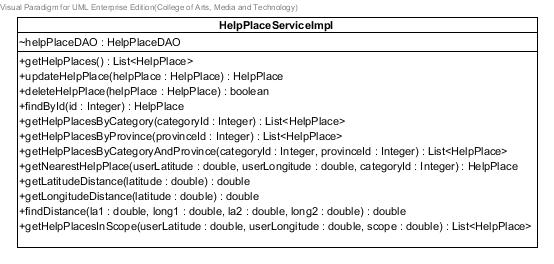 Visual Paradigm for UML Enterprise Edition(College of Arts, Media and Technology)
HelpPlaceServiceImpl
~helpPlaceDAO : HelpPlaceDAO
+getHelpPlaces() : List<HelpPlace>
+updateHelpPlace(helpPlace : HelpPlace) : HelpPlace
+deleteHelpPlace(helpPlace : HelpPlace) : boolean
+findById(id : Integer) : HelpPlace
+getHelpPlacesByCategory(categoryId : Integer) : List<HelpPlace>
+getHelpPlacesByProvince(provinceId : Integer) : List<HelpPlace>
+getHelpPlacesByCategoryAndProvince(categoryId : Integer, provinceId : Integer) : List<HelpPlace>
+getNearestHelpPlace(userLatitude : double, userLongitude : double, categoryId : Integer) : HelpPlace
+getLatitudeDistance(latitude : double) : double
+getLongitudeDistance(latitude : double) : double
+findDistance(la1 : double, long1 : double, la2 : double, long2 : double) : double
+getHelpPlacesInScope(userLatitude : double, userLongitude : double, scope : double) : List<HelpPlace>